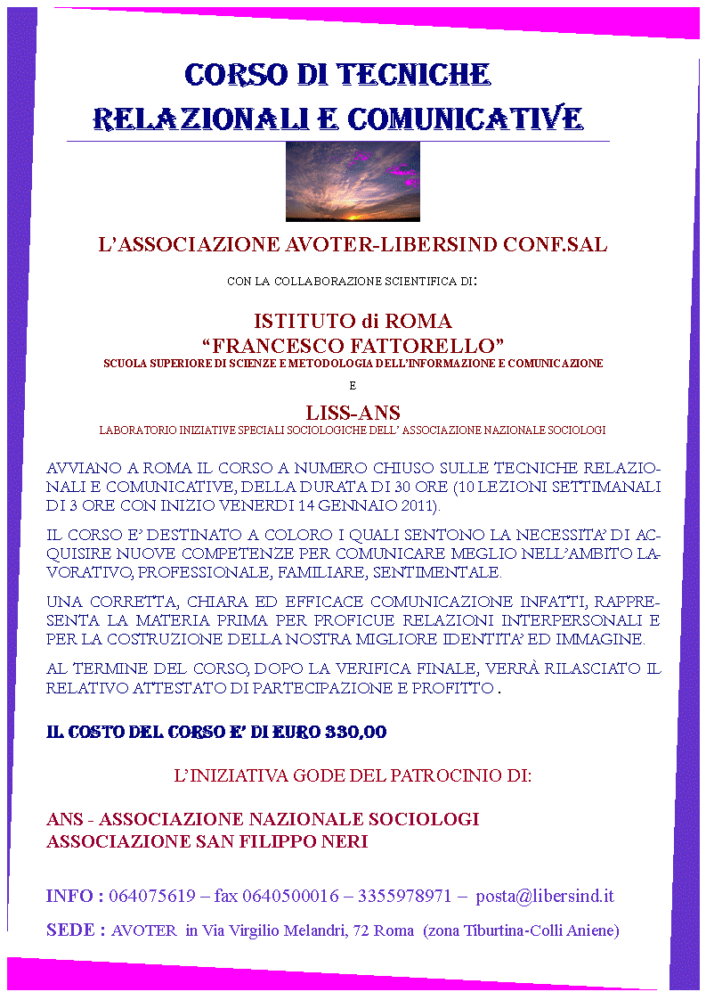 CORSO DI TECNICHE
RELAZIONALI E COMUNICATIVE
L'ASSOCIAZIONE AVOTER-LIBERSIND CONF.SAL
CON LA COLLABORAZIONE SCIENTIFICA DI:
ISTITUTO di ROMA
“FRANCESCO FATTORELLO”
SCUOLA SUPERIORE DI SCIENZE E METODOLOGIA DELL'INFORMAZIONE E COMUNICAZIONE
E
LISS-ANS
LABORATORIO INIZIATIVE SPECIALI SOCIOLOGICHE DELL' ASSOCIAZIONE NAZIONALE SOCIOLOGI
AVVIANO A ROMA IL CORSO A NUMERO CHIUSO SULLE TECNICHE RELAZIO-
NALI E COMUNICATIVE, DELLA DURATA DI 30 ORE (10 LEZIONI SETTIMANALI
DI 3 ORE CON INIZIO VENERDI 14 GENNAIO 2011).
IL CORSO E' DESTINATO A COLORO I QUALI SENTONO LA NECESSITA' DI AC-
QUISIRE NUOVE COMPETENZE PER COMUNICARE MEGLIO NELL'AMBITO LA-
VORATIVO, PROFESSIONALE, FAMILIARE, SENTIMENTALE.
UNA CORRETTA, CHIARA ED EFFICACE COMUNICAZIONE INFATTI, RAPPRE-
SENTA LA MATERIA PRIMA PER PROFICUE RELAZIONI INTERPERSONALI E
PER LA COSTRUZIONE DELLA NOSTRA MIGLIORE IDENTITA' ED IMMAGINE.
AL TERMINE DEL CORSO, DOPO LA VERIFICA FINALE, VERRÀ RILASCIATO IL
RELATIVO ATTESTATO DI PARTECIPAZIONE E PROFITTO .
IL COSTO DEL CORSO E' DI EURO 330,00
L'INIZIATIVA GODE DEL PATROCINIO DI:
ANS - ASSOCIAZIONE NAZIONALE SOCIOLOGI
ASSOCIAZIONE SAN FILIPPO NERI
INFO : 064075619 – fax 0640500016 – 3355978971 – posta@libersind.it
SEDE : AVOTER in Via Virgilio Melandri, 72 Roma (zona Tiburtina-Colli Aniene)